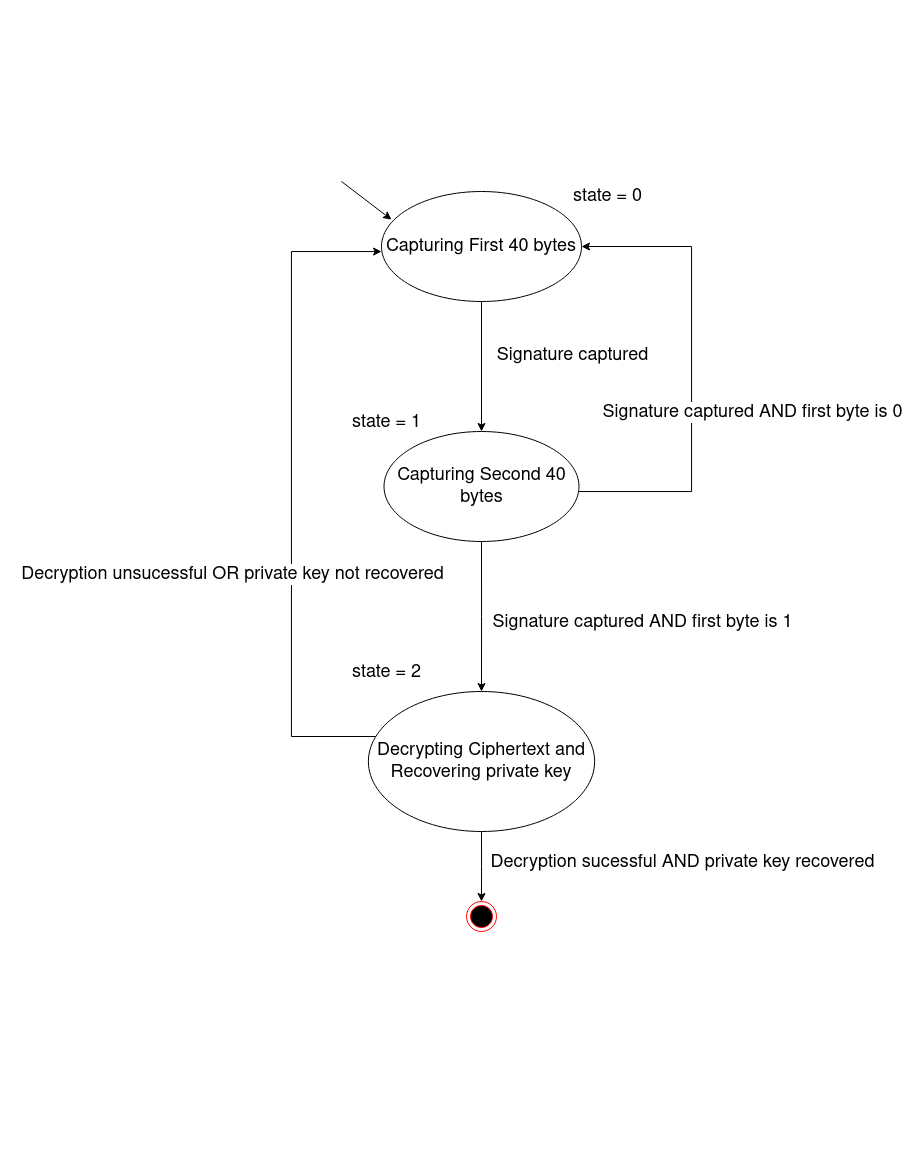 state = 0
Capturing First 40 bytes
Signature captured
Signature captured AND first byte is 0
state = 1
Capturing Second 40
bytes
Decryption unsucessful OR private key not recovered
Signature captured AND first byte is 1
state = 2
Decrypting Ciphertext and
Recovering private key
Decryption sucessful AND private key recovered